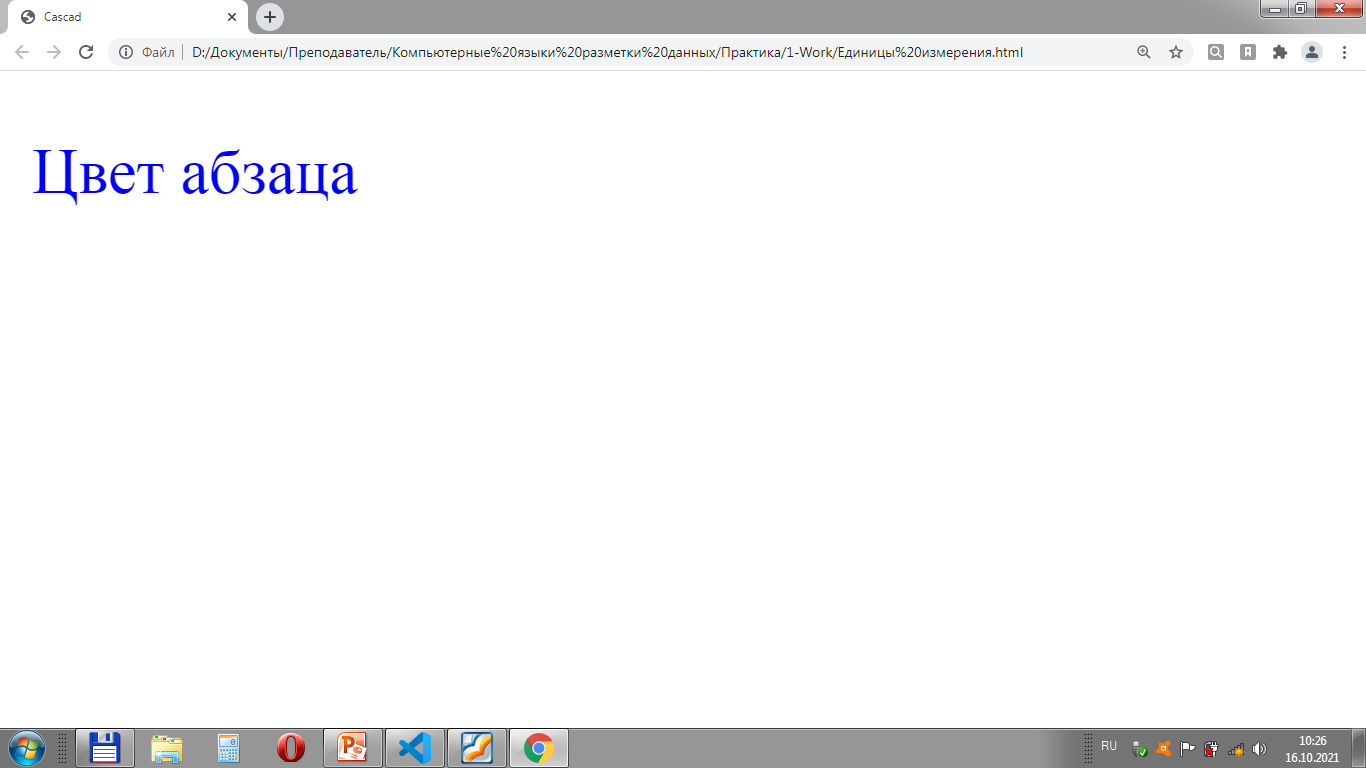 Cascad
Файл D:/Документы/Преподаватель/Компьютерные%20языки%20разметки%20данных/Практика/1-Work/Единицы%20измерения.html
Цвет абзаца
RU
10:26
16.10.2021